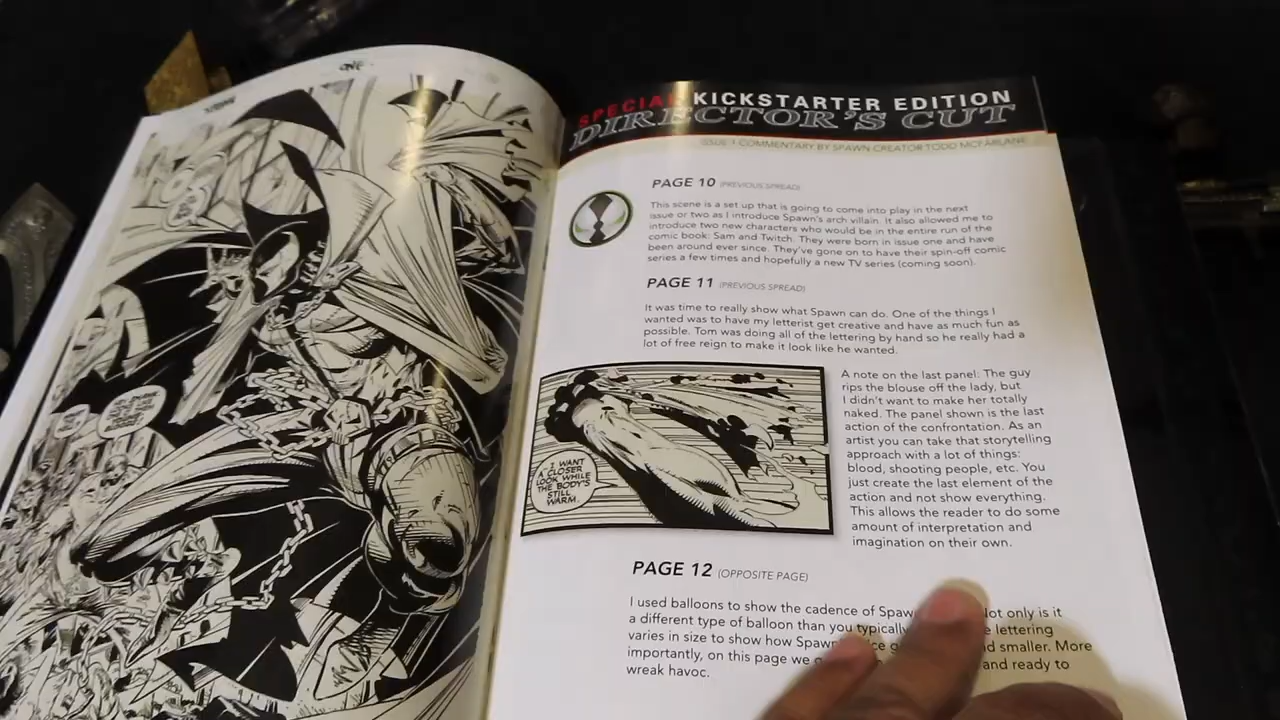 SPECIAL KICKSTARTER EDITION
DIRECTOR'S CUT
ISSUE 1 COMMENTARY BY SPAWN CREATOR TODD McFARLANE
PAGE 10 (PREVIOUS SPREAD)
This scene is a set up that is going to come into play in the next
issue or two as I introduce Spawn's arch villain. It also allowed me to
introduce two new characters who would be in the entire run of the
comic book: Sam and Twitch. They were born in issue one and have
been around ever since. They've gone on to have their spin-off comic
series a few times and hopefully a new TV series (coming soon).
PAGE 11 (PREVIOUS SPREAD)
It was time to really show what Spawn can do. One of the things I
wanted was to have my letterist get creative and have as much fun as
possible. Tom was doing all of the lettering by hand so he really had a
lot of free reign to make it look like he wanted.
A note on the last panel: The guy
rips the blouse off the lady, but
I didn't want to make her totally
naked. The panel shown is the last
action of the confrontation. As an
artist you can take that storytelling
approach with a lot of things:
blood, shooting people, etc. You
just create the last element of the
action and not show everything.
This allows the reader to do some
amount of interpretation and
imagination on their own.
I WANT
A CLOSER
LOOK WHILE
THE BODY'S
STILL
WARM.
PAGE 12 (OPPOSITE PAGE)
I used balloons to show the cadence of Spaw Not only is it
a different type of balloon than you typically lettering
varies in size to show how Spawn and smaller. More
importantly, on this page we and ready to
wreak havoc.